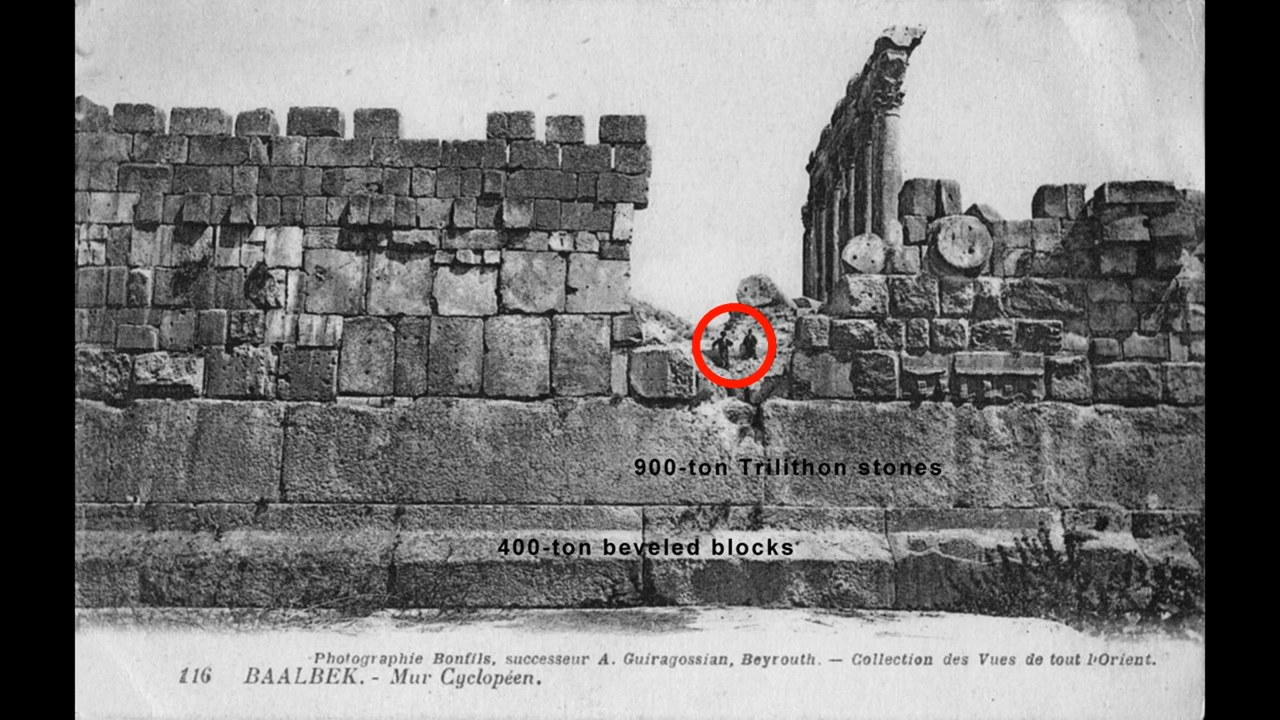 900-ton Trilithon stones
400-ton beveled blocks
Photographie Bonfils, successeur A. Guiragossian, Beyrouth. — Collection des Vues de tout l'Orient.
116 BAALBEK. - Mur Cyclopéen.